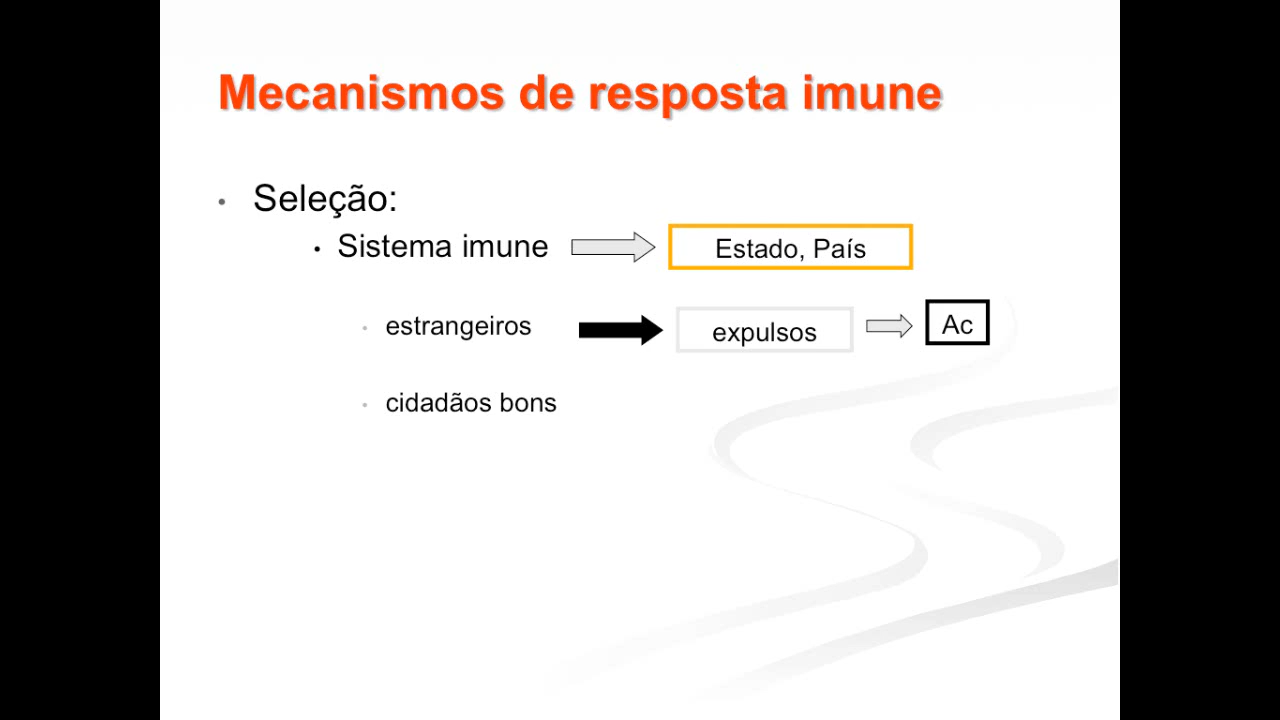 Mecanismos de resposta imune
• Seleção:
• Sistema imune
Estado, País
• estrangeiros
expulsos
Ac
• cidadãos bons